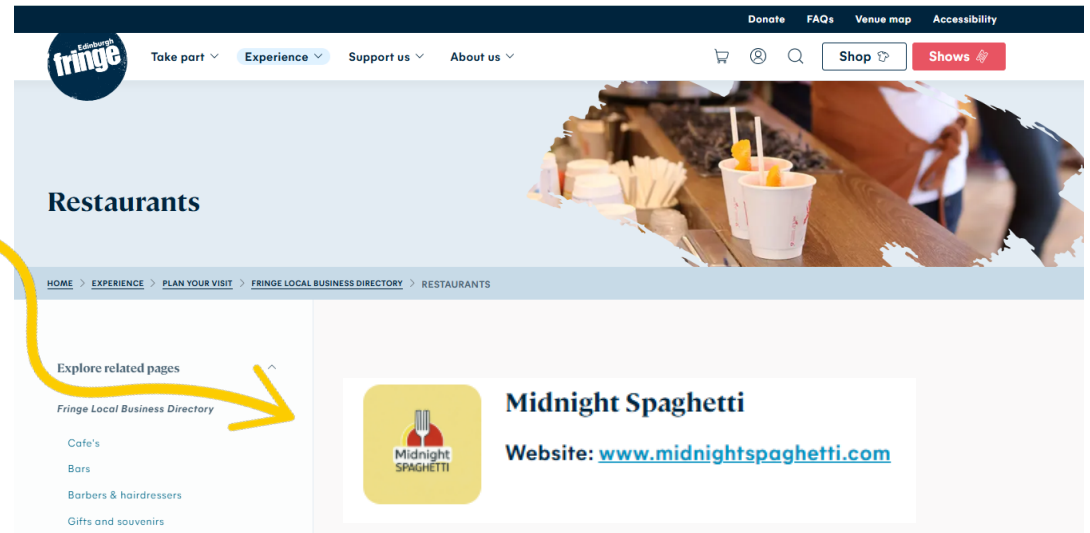 Donate FAQs Venue map Accessibility
Edinburgh
fringe
Take part Experience Support us About us Shop Shows
Restaurants
HOME > EXPERIENCE > PLAN YOUR VISIT > FRINGE LOCAL BUSINESS DIRECTORY > RESTAURANTS
Explore related pages
Fringe Local Business Directory
Cafe's
Bars
Barbers & hairdressers
Gifts and souvenirs
Midnight
SPAGHETTI
Midnight Spaghetti
Website: www.midnightspaghetti.com